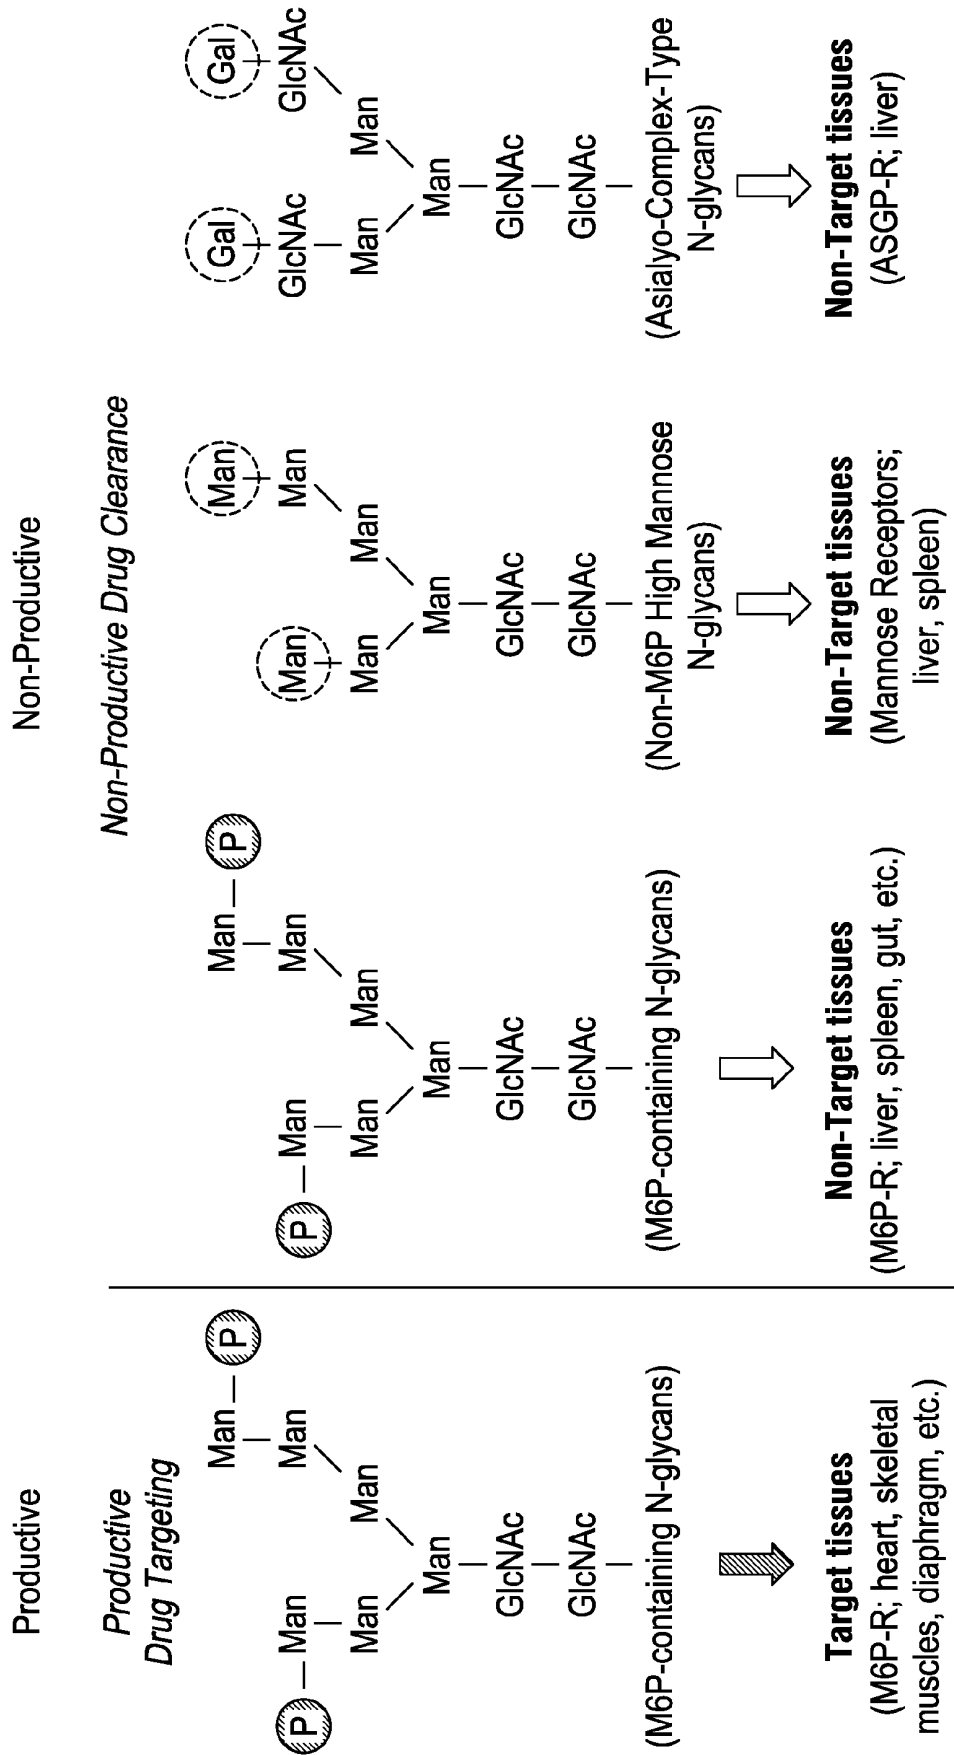 Productive
Non-Productive
Productive
Drug Targeting
Non-Productive Drug Clearance
P
Man
Man
P
Man
Man
Man
Man
GlcNAc
GlcNAc
(M6P-containing N-glycans)
Target tissues
(M6P-R; heart, skeletal
muscles, diaphragm, etc.)
P
Man
Man
P
Man
Man
Man
Man
GlcNAc
GlcNAc
(M6P-containing N-glycans)
Non-Target tissues
(M6P-R; liver, spleen, gut, etc.)
Man
Man
Man
Man
Man
Man
GlcNAc
GlcNAc
(Non-M6P High Mannose
N-glycans)
Non-Target tissues
(Mannose Receptors;
liver, spleen)
Gal
Gal
GlcNAc
GlcNAc
Man
Man
Man
GlcNAc
GlcNAc
(Asialyo-Complex-Type
N-glycans)
Non-Target tissues
(ASGP-R; liver)